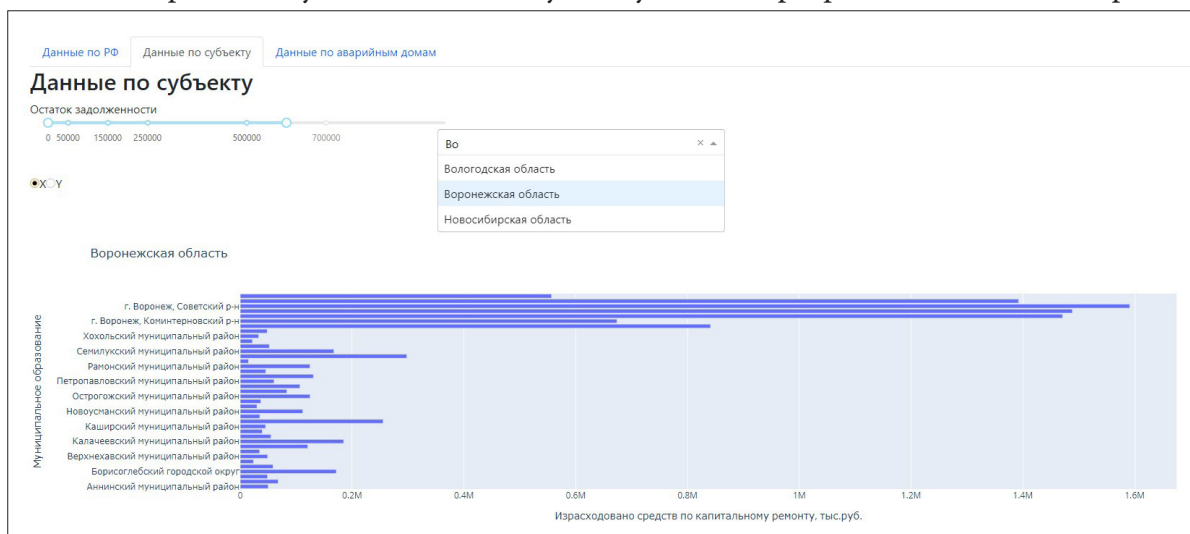 Данные по РФ
Данные по субъекту
Данные по аварийным домам
Данные по субъекту
Остаток задолженности
0 50000 150000 250000 500000 700000
Во
Вологодская область
Воронежская область
Новосибирская область
X Y
Воронежская область
Муниципальное образование
г. Воронеж, Советский р-н
г. Воронеж, Коминтерновский р-н
Хохольский муниципальный район
Семилукский муниципальный район
Рамонский муниципальный район
Петропавловский муниципальный район
Острогожский муниципальный район
Новоусманский муниципальный район
Каширский муниципальный район
Калачеевский муниципальный район
Верхнехавский муниципальный район
Борисоглебский городской округ
Аннинский муниципальный район
0 0.2M 0.4M 0.6M 0.8M 1M 1.2M 1.4M 1.6M
Израсходовано средств по капитальному ремонту, тыс.руб.